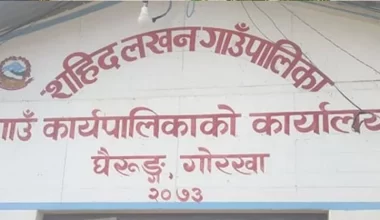 शहिद लखन गाउँपालिका
गाउँ कार्यपालिकाको कार्यालय
घैरुङ्ग, गोरखा
२०७३